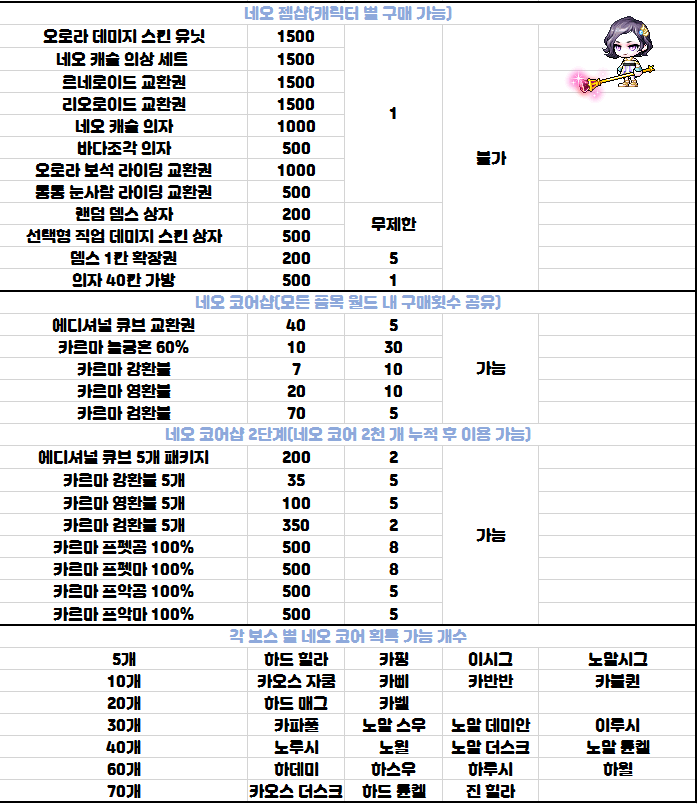 네오 젬샵(캐릭터 별 구매 가능)
오로라 데미지 스킨 유닛 1500
네오 캐슬 의상 세트 1500
르네로이드 교환권 1500
리오로이드 교환권 1500
1
네오 캐슬 의자 1000
바다조각 의자 500
불가
오로라 보석 라이딩 교환권 1000
통통 눈사람 라이딩 교환권 500
랜덤 뎀스 상자 200
무제한
선택형 직업 데미지 스킨 상자 500
뎀스 1칸 확장권 200 5
의자 40칸 가방 500 1
네오 코어샵(모든 품목 월드 내 구매횟수 공유)
에디셔널 큐브 교환권 40 5
카르마 놀긍혼 60% 10 30
카르마 강환불 7 10
가능
카르마 영환불 20 10
카르마 검환불 70 5
네오 코어샵 2단계(네오 코어 2천 개 누적 후 이용 가능)
에디셔널 큐브 5개 패키지 200 2
카르마 강환불 5개 35 5
카르마 영환불 5개 100 5
카르마 검환불 5개 350 2
가능
카르마 프펫공 100% 500 8
카르마 프펫마 100% 500 8
카르마 프악공 100% 500 5
카르마 프악마 100% 500 5
각 보스 별 네오 코어 획득 가능 개수
5개 하드 힐라 카핑 이시그 노말시그
10개 카오스 자쿰 카삐 카반반 카블퀸
20개 하드 매그 카벨
30개 카파풀 노말 스우 노말 데미안 이루시
40개 노루시 노윌 노말 더스크 노말 듄켈
60개 하데미 하스우 하루시 하윌
70개 카오스 더스크 하드 듄켈 진 힐라